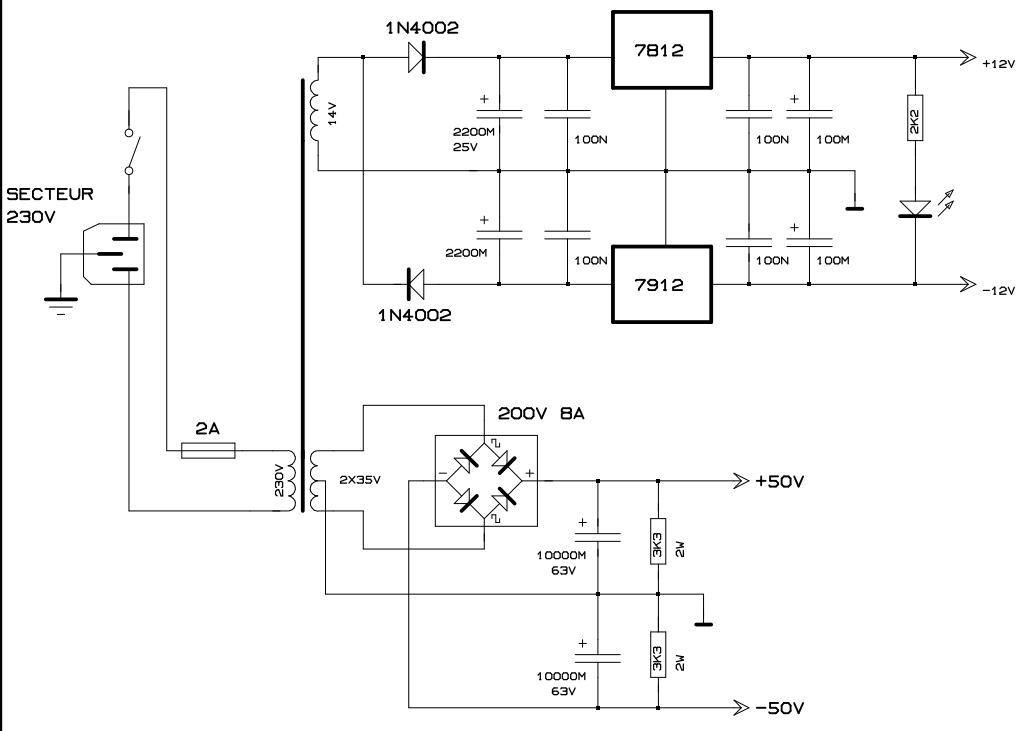 1N4002
7812
+12V
14V
+
2200M
25V
100N
100N
+
100M
2K2
SECTEUR
230V
+
2200M
100N
100N
+
100M
7912
-12V
1N4002
200V 8A
2A
230V
2X35V
-
+
+50V
+
10000M
63V
3K3
2W
+
10000M
63V
3K3
2W
-50V